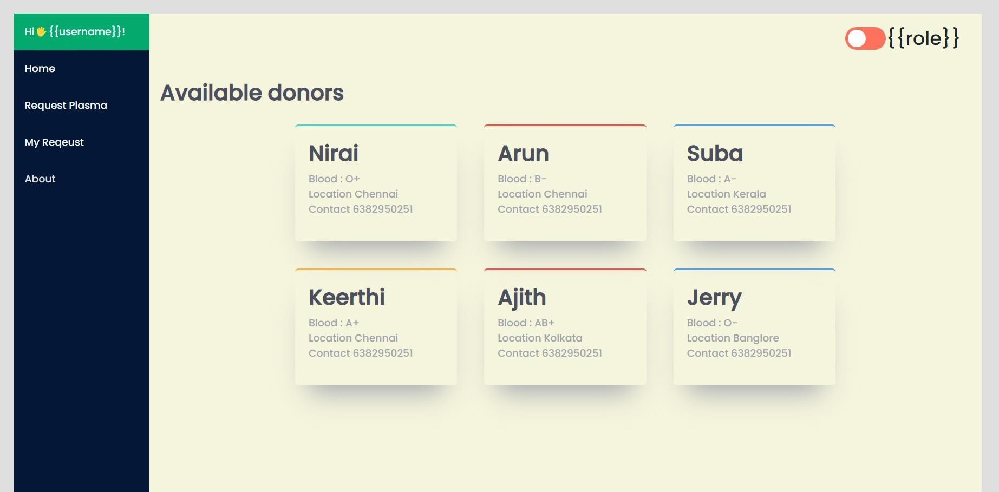 Hi🖐 {{username}}!
{{role}}
Home
Request Plasma
My Reqeust
About
Available donors
Nirai
Blood : O+
Location Chennai
Contact 6382950251
Arun
Blood : B-
Location Chennai
Contact 6382950251
Suba
Blood : A-
Location Kerala
Contact 6382950251
Keerthi
Blood : A+
Location Chennai
Contact 6382950251
Ajith
Blood : AB+
Location Kolkata
Contact 6382950251
Jerry
Blood : O-
Location Banglore
Contact 6382950251